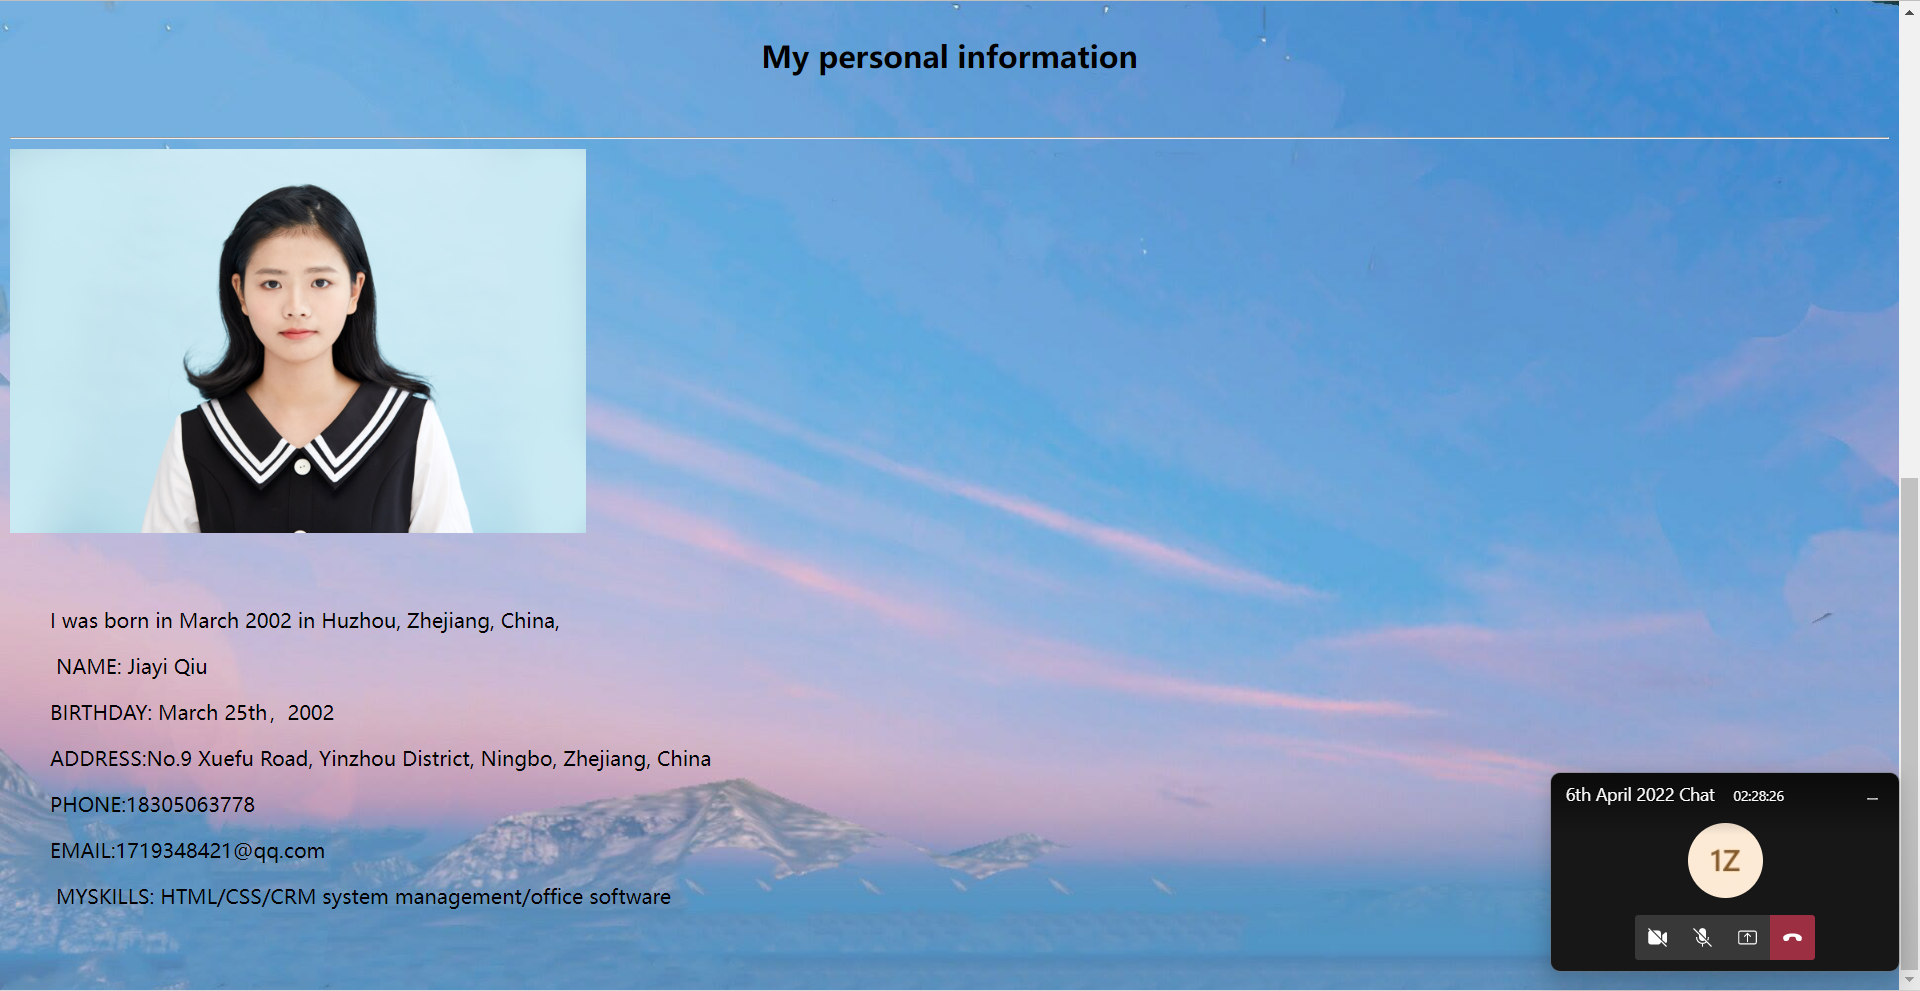 My personal information
I was born in March 2002 in Huzhou, Zhejiang, China,
NAME: Jiayi Qiu
BIRTHDAY: March 25th，2002
ADDRESS:No.9 Xuefu Road, Yinzhou District, Ningbo, Zhejiang, China
PHONE:18305063778
EMAIL:1719348421@qq.com
MYSKILLS: HTML/CSS/CRM system management/office software
6th April 2022 Chat 02:28:26
1Z